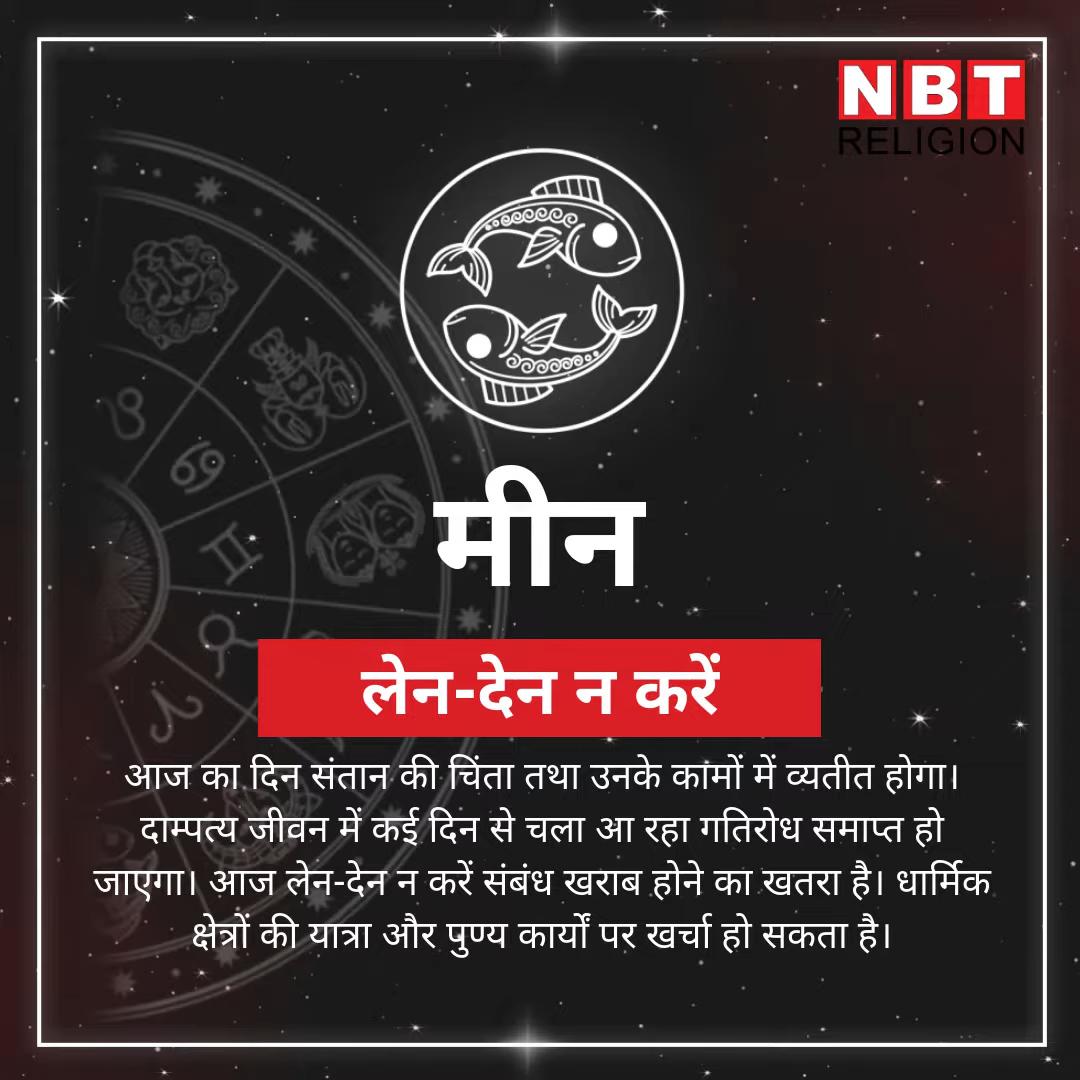 NBT
RELIGION
मीन
लेन-देन न करें
आज का दिन संतान की चिंता तथा उनके कामों में व्यतीत होगा।
दाम्पत्य जीवन में कई दिन से चला आ रहा गतिरोध समाप्त हो
जाएगा। आज लेन-देन न करें संबंध खराब होने का खतरा है। धार्मिक
क्षेत्रों की यात्रा और पुण्य कार्यों पर खर्चा हो सकता है।